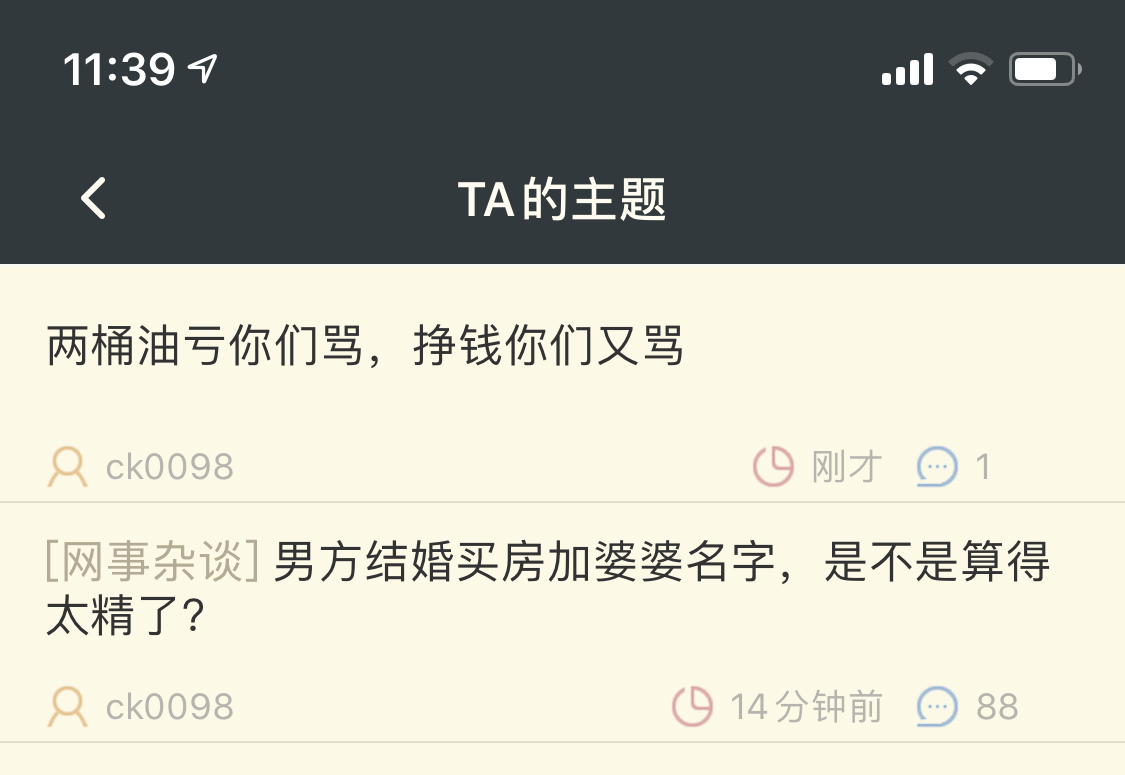 11:39
TA的主题
两桶油亏你们骂，挣钱你们又骂
ck0098 刚才 1
[网事杂谈] 男方结婚买房加婆婆名字，是不是算得
太精了？
ck0098 14分钟前 88